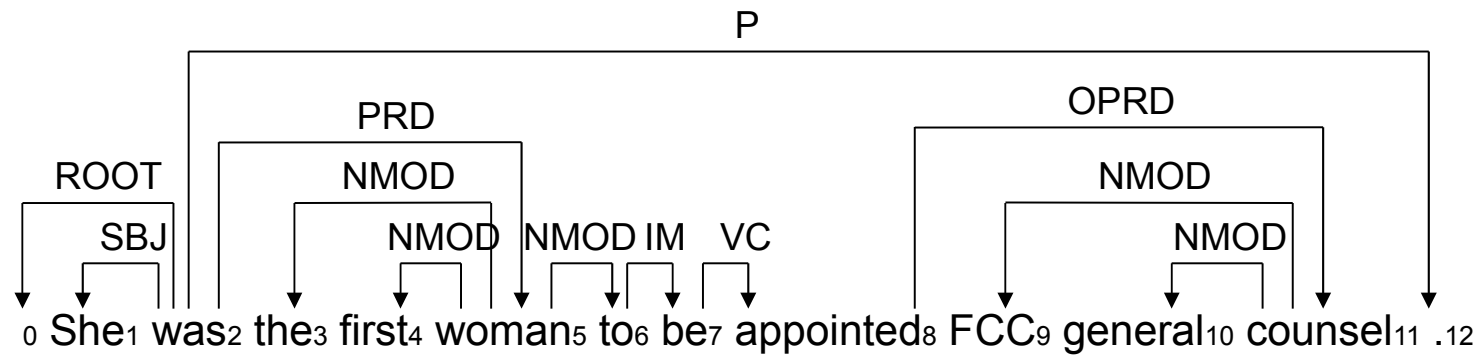 P
OPRD
PRD
ROOT NMOD NMOD
SBJ NMOD NMOD IM VC NMOD
0 She1 was2 the3 first4 woman5 to6 be7 appointed8 FCC9 general10 counsel11 .12